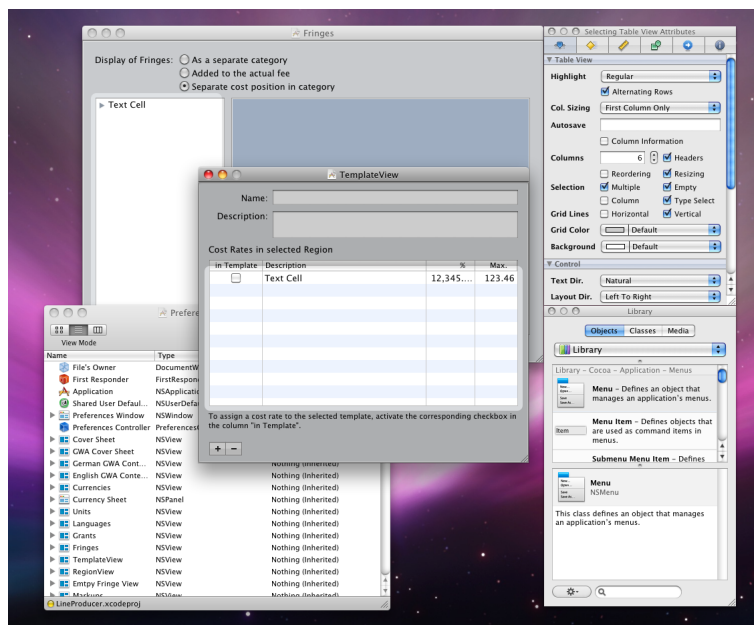 Fringes
Display of Fringes:
As a separate category
Added to the actual fee
Separate cost position in category
Text Cell
TemplateView
Name:
Description:
Cost Rates in selected Region
in Template Description % Max.
Text Cell 12,345.... 123.46
To assign a cost rate to the selected template, activate the corresponding checkbox in
the column "in Template".
+ −
Prefere
View Mode
Name Type
File's Owner DocumentW
First Responder FirstRespon
Application NSApplicatio
Shared User Defaul... NSUserDefau
Preferences Window NSWindow
Preferences Controller Preferences
Cover Sheet NSView
GWA Cover Sheet NSView
German GWA Cont... NSView
English GWA Conte... NSView Nothing (Inherited)
Currencies NSView Nothing (Inherited)
Currency Sheet NSPanel Nothing (Inherited)
Units NSView Nothing (Inherited)
Languages NSView Nothing (Inherited)
Grants NSView Nothing (Inherited)
Fringes NSView Nothing (Inherited)
TemplateView NSView Nothing (Inherited)
RegionView NSView Nothing (Inherited)
Emtpy Fringe View NSView Nothing (Inherited)
Markups NSView Nothing (Inherited)
LineProducer.xcodeproj
Selecting Table View Attributes
Table View
Highlight Regular
Alternating Rows
Col. Sizing First Column Only
Autosave
Column Information
Columns 6 Headers
Reordering Resizing
Selection Multiple Empty
Column Type Select
Grid Lines Horizontal Vertical
Grid Color Default
Background Default
Control
Text Dir. Natural
Layout Dir. Left To Right
Library
Objects Classes Media
Library
Library – Cocoa – Application – Menus
Menu – Defines an object that
manages an application's menus.
Item
Menu Item – Defines objects that
are used as command items in
menus.
Submenu Menu Item – Defines
Menu
NSMenu
This class defines an object that manages
an application's menus.